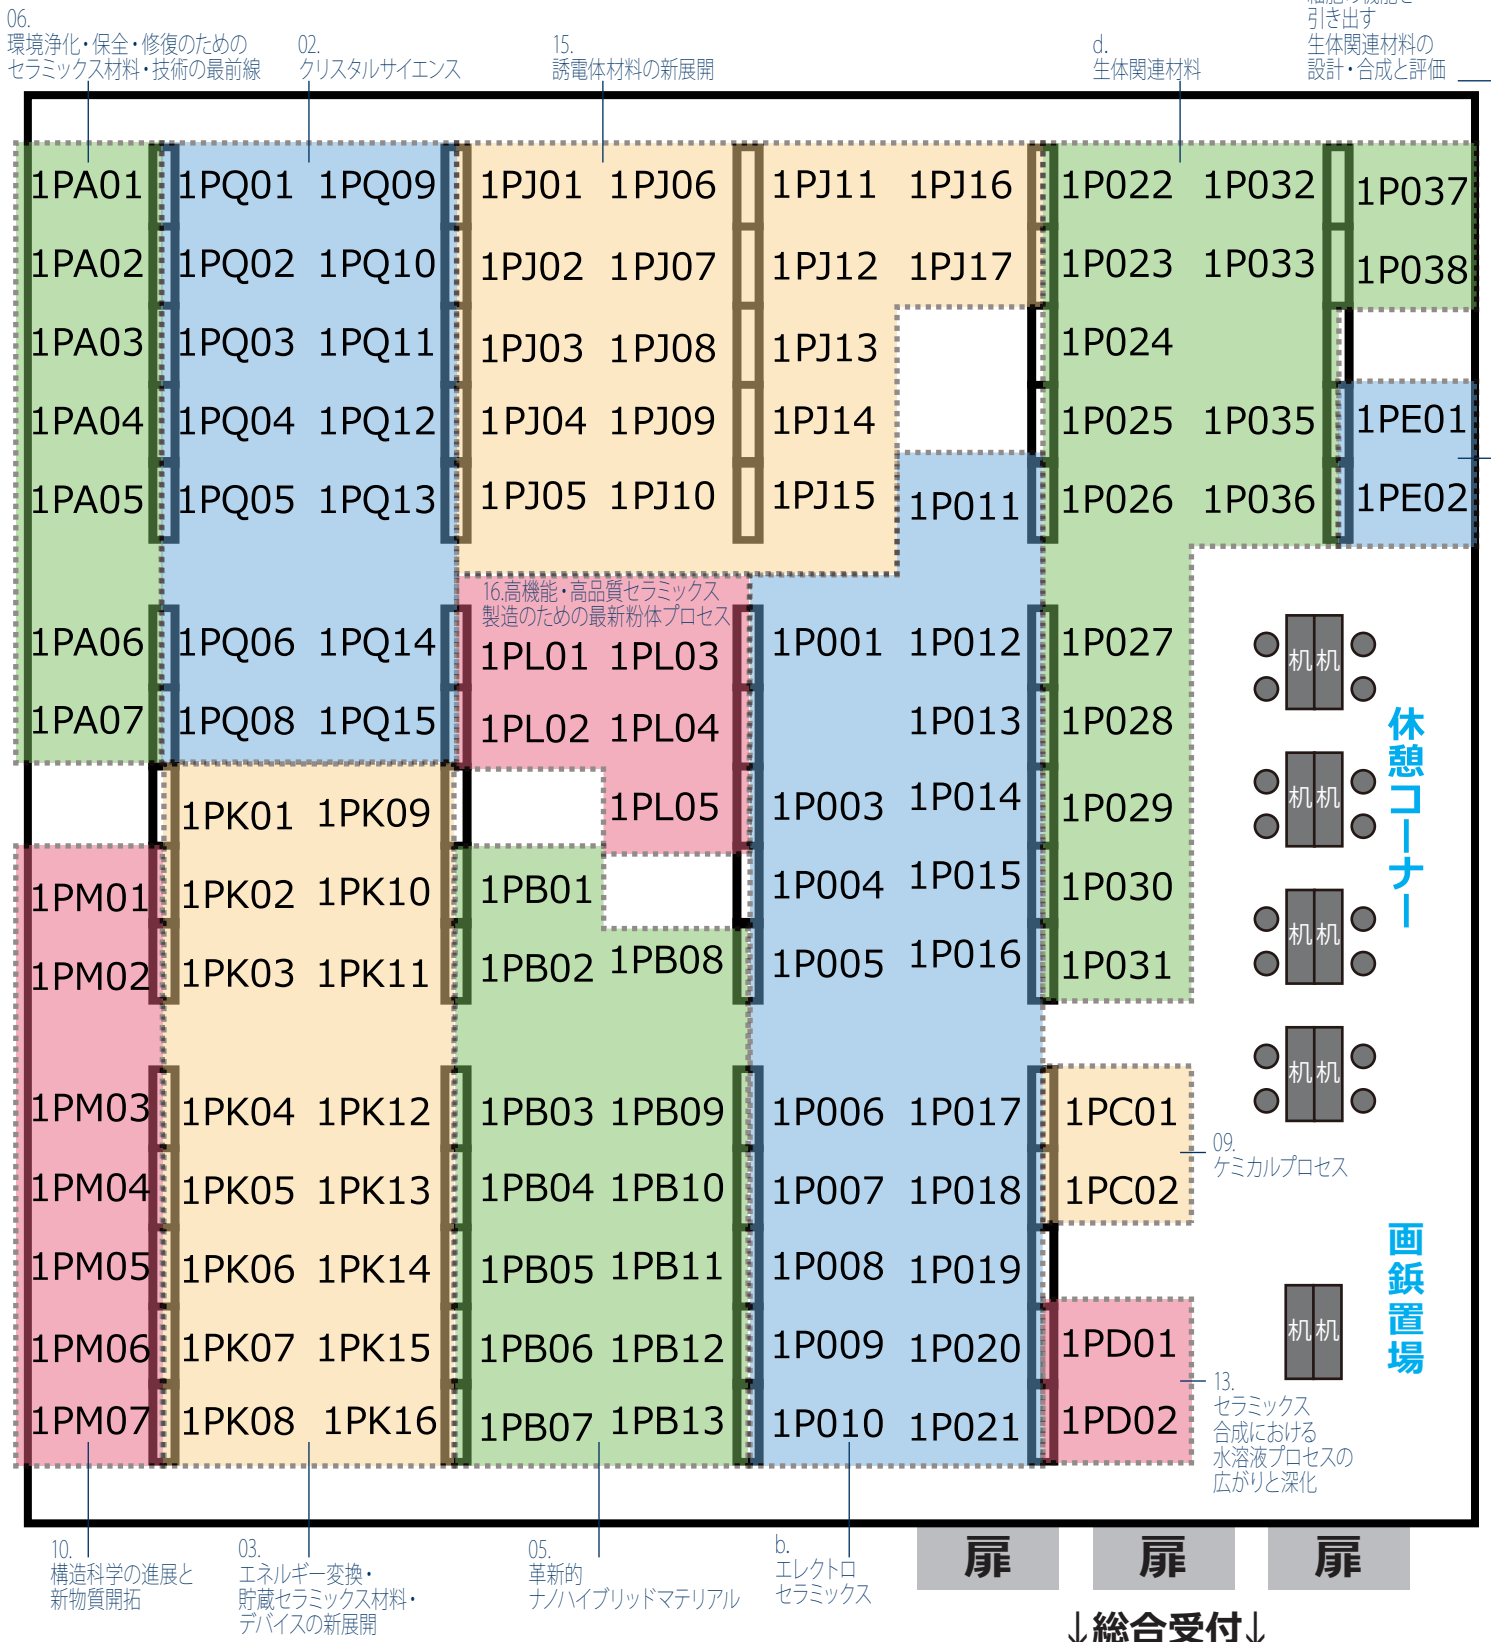 06.
環境浄化・保全・修復のための
セラミックス材料・技術の最前線
02.
クリスタルサイエンス
15.
誘電体材料の新展開
d.
生体関連材料
引き出す
生体関連材料の
設計・合成と評価
1PA01 1PQ01 1PQ09 1PJ01 1PJ06 1PJ11 1PJ16 1P022 1P032 1P037
1PA02 1PQ02 1PQ10 1PJ02 1PJ07 1PJ12 1PJ17 1P023 1P033 1P038
1PA03 1PQ03 1PQ11 1PJ03 1PJ08 1PJ13 1P024
1PA04 1PQ04 1PQ12 1PJ04 1PJ09 1PJ14 1P025 1P035 1PE01
1PA05 1PQ05 1PQ13 1PJ05 1PJ10 1PJ15 1P011 1P026 1P036 1PE02
16.高機能・高品質セラミックス
製造のための最新粉体プロセス
1PA06 1PQ06 1PQ14 1PL01 1PL03 1P001 1P012 1P027
1PA07 1PQ08 1PQ15 1PL02 1PL04 1P013 1P028
1PK01 1PK09 1PL05 1P003 1P014 1P029
1PM01 1PK02 1PK10 1PB01 1P004 1P015 1P030
1PM02 1PK03 1PK11 1PB02 1PB08 1P005 1P016 1P031
1PM03 1PK04 1PK12 1PB03 1PB09 1P006 1P017 1PC01
1PM04 1PK05 1PK13 1PB04 1PB10 1P007 1P018 1PC02
1PM05 1PK06 1PK14 1PB05 1PB11 1P008 1P019
1PM06 1PK07 1PK15 1PB06 1PB12 1P009 1P020 1PD01
1PM07 1PK08 1PK16 1PB07 1PB13 1P010 1P021 1PD02
机机
机机
机机
机机
休憩コーナー
09.
ケミカルプロセス
画鋲置場
机机
13.
セラミックス
合成における
水溶液プロセスの
広がりと深化
10.
構造科学の進展と
新物質開拓
03.
エネルギー変換・
貯蔵セラミックス材料・
デバイスの新展開
05.
革新的
ナノハイブリッドマテリアル
b.
エレクトロ
セラミックス
扉 扉 扉
↓総合受付↓